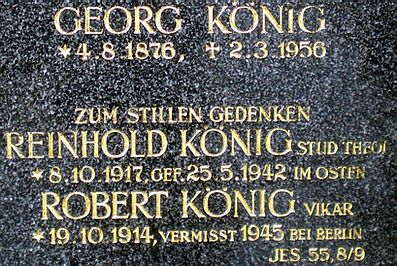 GEORG KÖNIG
*4.8.1876, † 2.3.1956
ZUM STILLEN GEDENKEN
REINHOLD KÖNIG STUD THEOL
*8.10.1917, GEF. 25.5.1942 IM OSTEN
ROBERT KÖNIG VIKAR
*19.10.1914, VERMISST 1945 BEI BERLIN
JES 55, 8/9